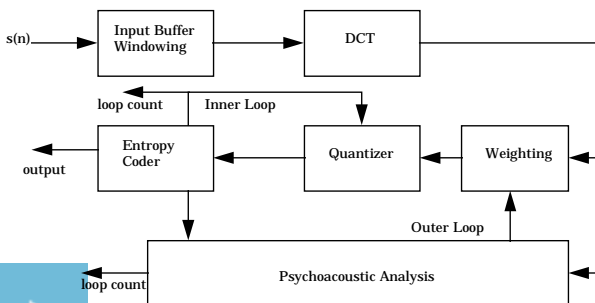 s(n)
Input Buffer
Windowing
DCT
loop count
Inner Loop
Entropy
Coder
Quantizer
Weighting
output
Outer Loop
loop count
Psychoacoustic Analysis